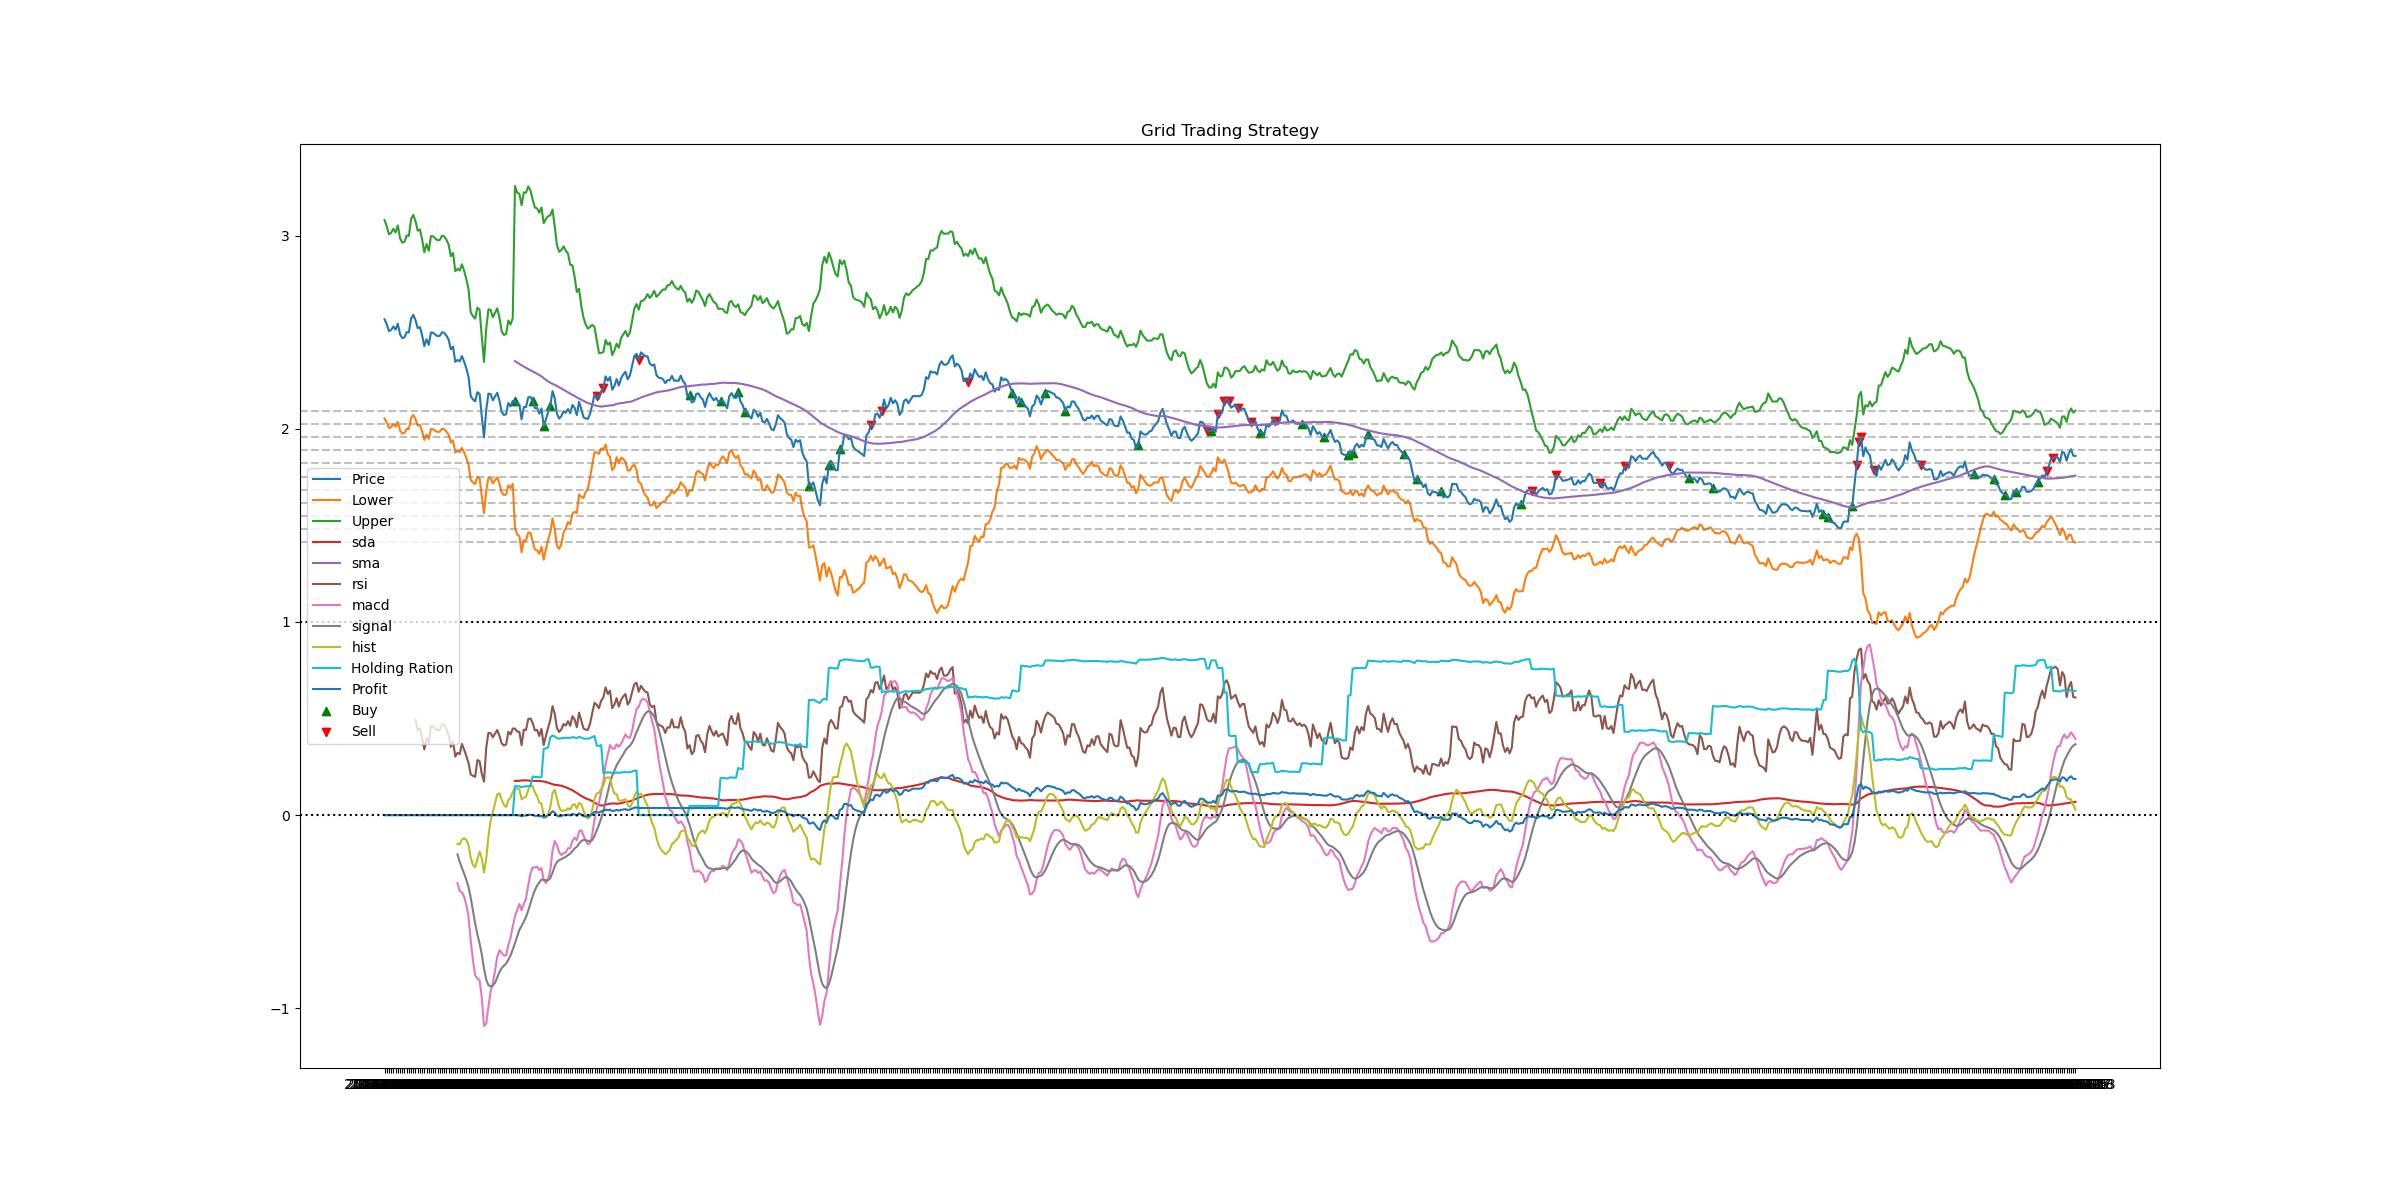 Grid Trading Strategy
3
2
1
0
−1
Price
Lower
Upper
sda
sma
rsi
macd
signal
hist
Holding Ration
Profit
Buy
Sell